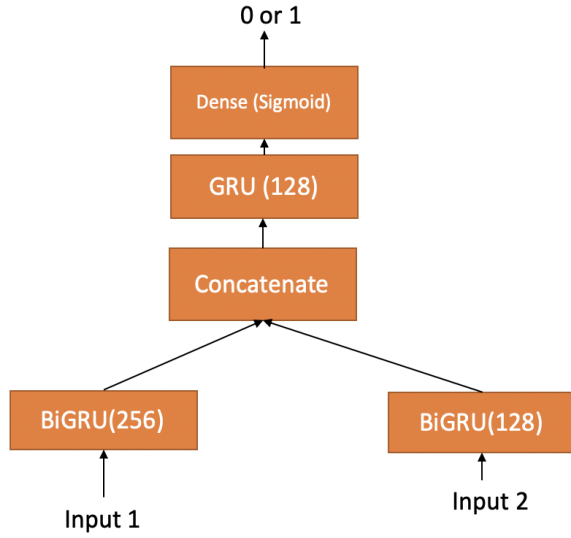 0 or 1
Dense (Sigmoid)
GRU (128)
Concatenate
BiGRU(256)
BiGRU(128)
Input 1
Input 2